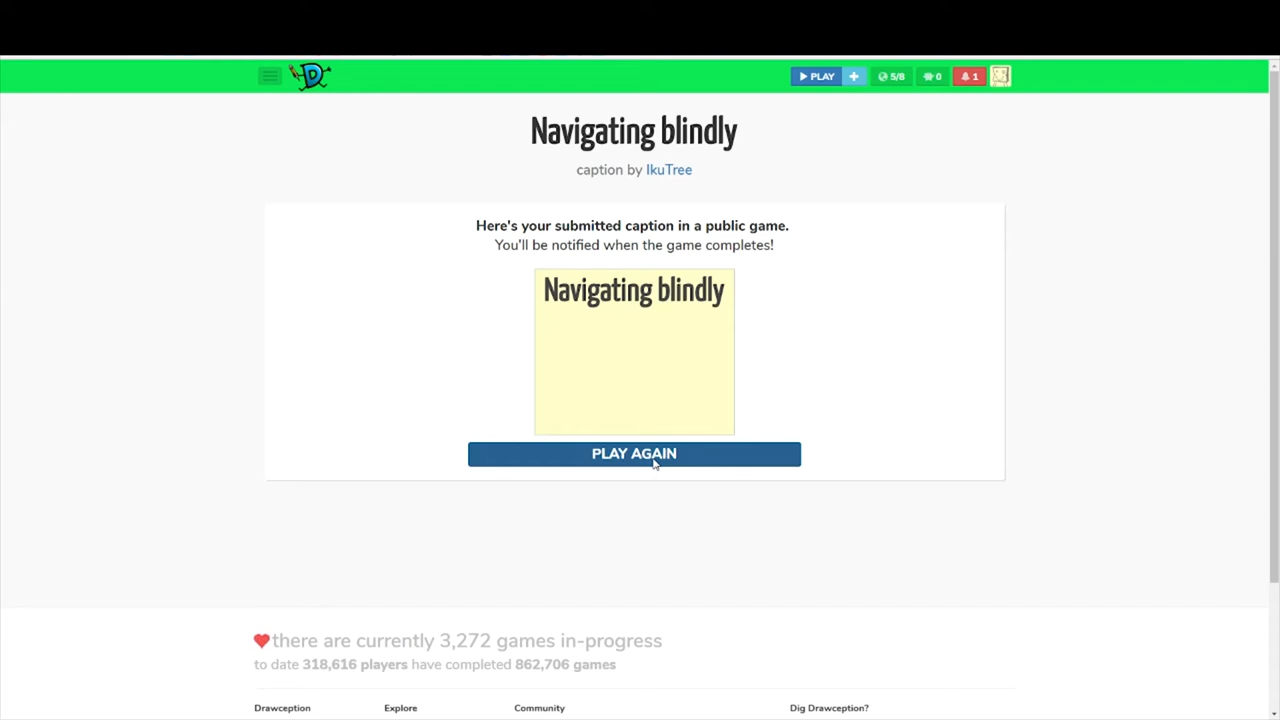 PLAY + 5/8 0 1
Navigating blindly
caption by IkuTree
Here's your submitted caption in a public game.
You'll be notified when the game completes!
Navigating blindly
PLAY AGAIN
there are currently 3,272 games in-progress
to date 318,616 players have completed 862,706 games
Drawception Explore Community Dig Drawception?